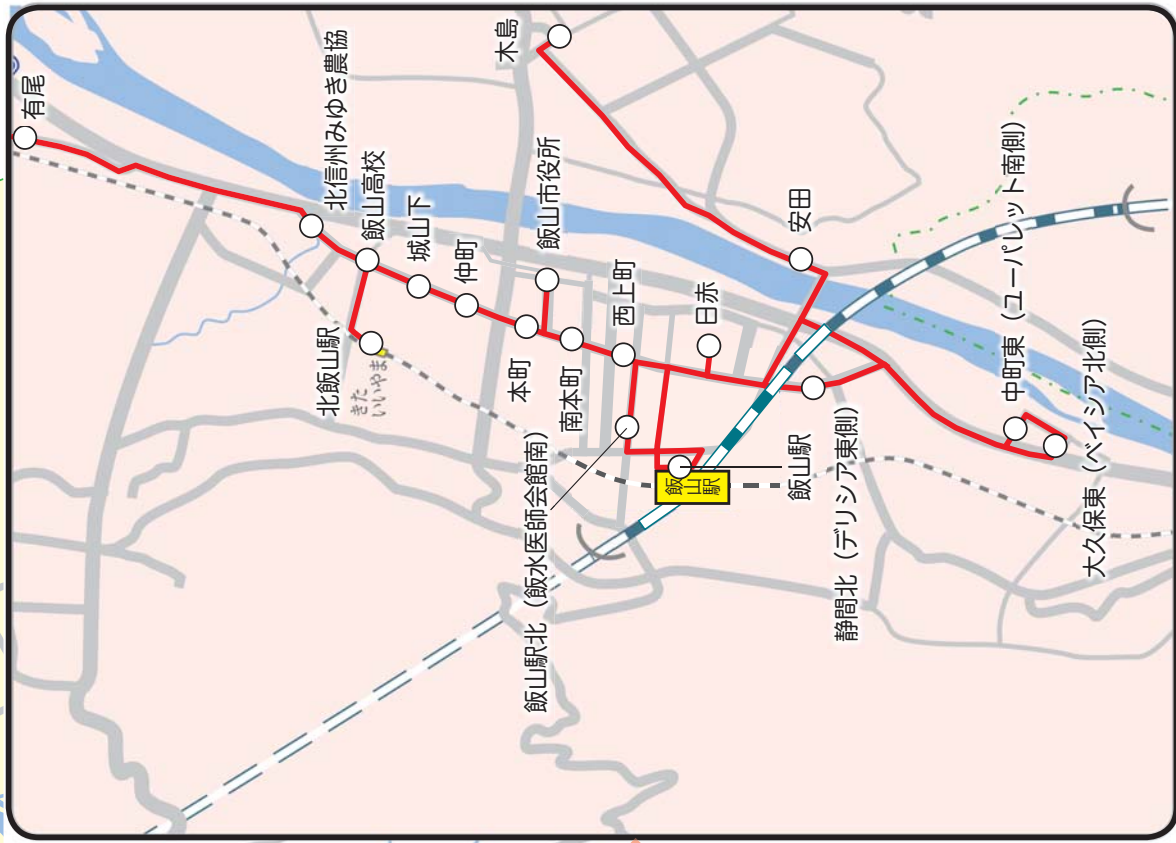 有尾
北信州みゆき農協
飯山高校
城山下
仲町
北飯山駅
きた
いいやま
木島
飯山市役所
本町
南本町
西上町
日赤
安田
飯山駅
飯山駅
飯山駅北（飯水医師会館南）
静間北（デリシア東側）
中町東（ユーパレット南側）
大久保東（ベイシア北側）